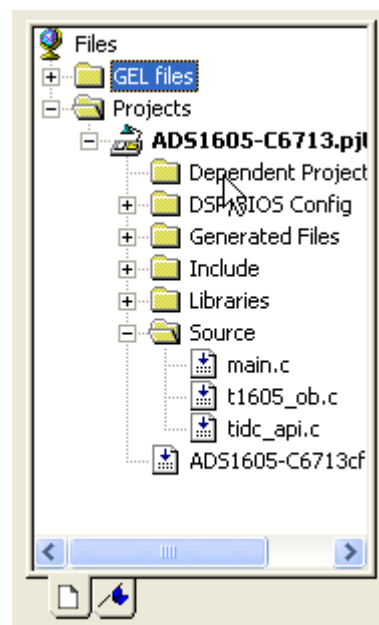 Files
GEL files
Projects
ADS1605-C6713.pjt
Dependent Project
DSP/BIOS Config
Generated Files
Include
Libraries
Source
main.c
t1605_ob.c
tidc_api.c
ADS1605-C6713cf